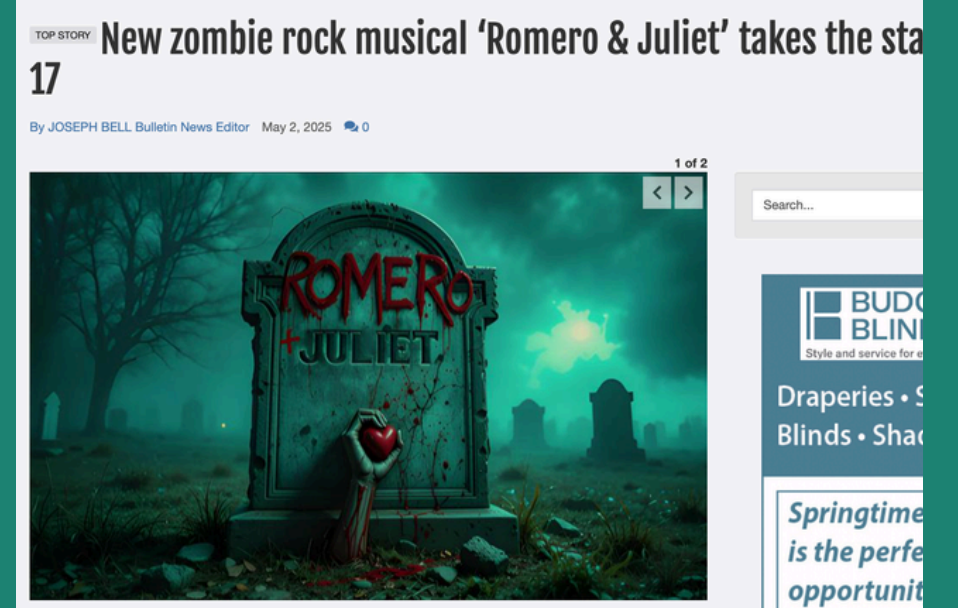 TOP STORY New zombie rock musical ‘Romero & Juliet’ takes the sta
17
By JOSEPH BELL Bulletin News Editor May 2, 2025 0
1 of 2
ROMERO
+JULIET
Search...
BUDG
BLIN
Style and service for e
Draperies • S
Blinds • Shad
Springtime
is the perfe
opportunit